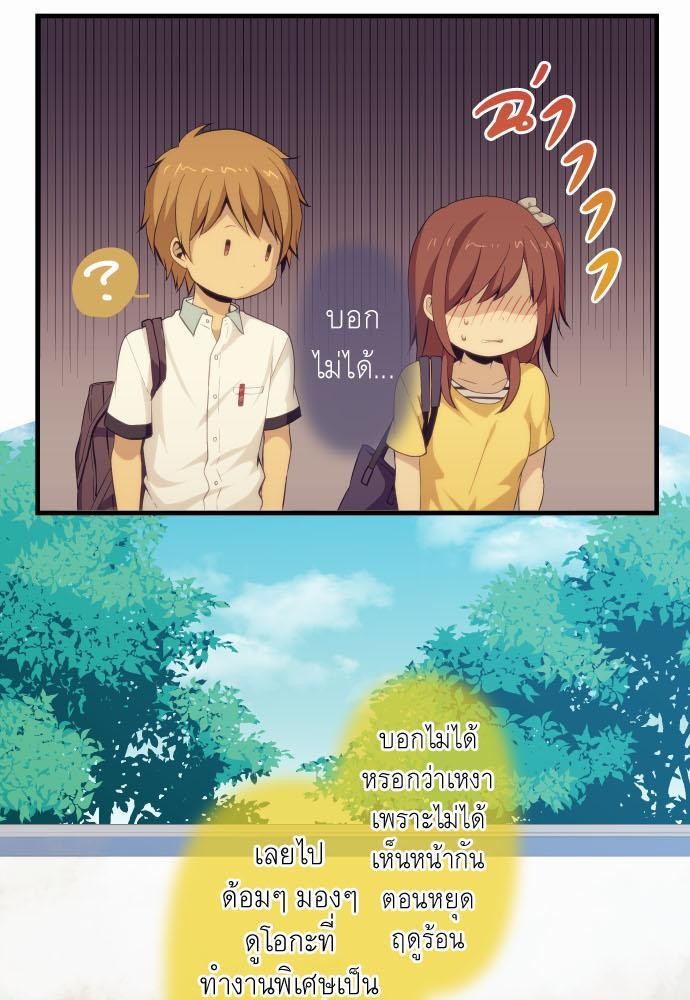 ฉ่าาาา
?
บอก
ไม่ได้...
บอกไม่ได้
หรอกว่าเหงา
เพราะไม่ได้
เห็นหน้ากัน
ตอนหยุด
ฤดูร้อน
เลยไป
ด้อมๆ มองๆ
ดูโอกะที่
ทำงานพิเศษเป็น